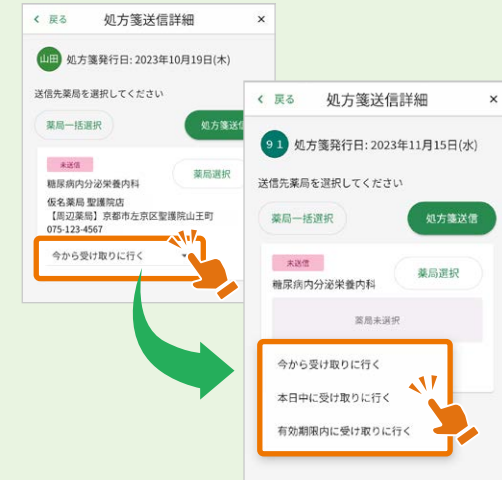 戻る 処方箋送信詳細 ×
山田 処方箋発行日: 2023年10月19日(木)
送信先薬局を選択してください
薬局一括選択 処方箋送信
未送信
糖尿病内分泌栄養内科 薬局選択
仮名薬局 聖護院店
【周辺薬局】京都市左京区聖護院山王町
075-123-4567
今から受け取りに行く
戻る 処方箋送信詳細 ×
91 処方箋発行日: 2023年11月15日(水)
送信先薬局を選択してください
薬局一括選択 処方箋送信
未送信
糖尿病内分泌栄養内科 薬局選択
薬局未選択
今から受け取りに行く
本日中に受け取りに行く
有効期限内に受け取りに行く